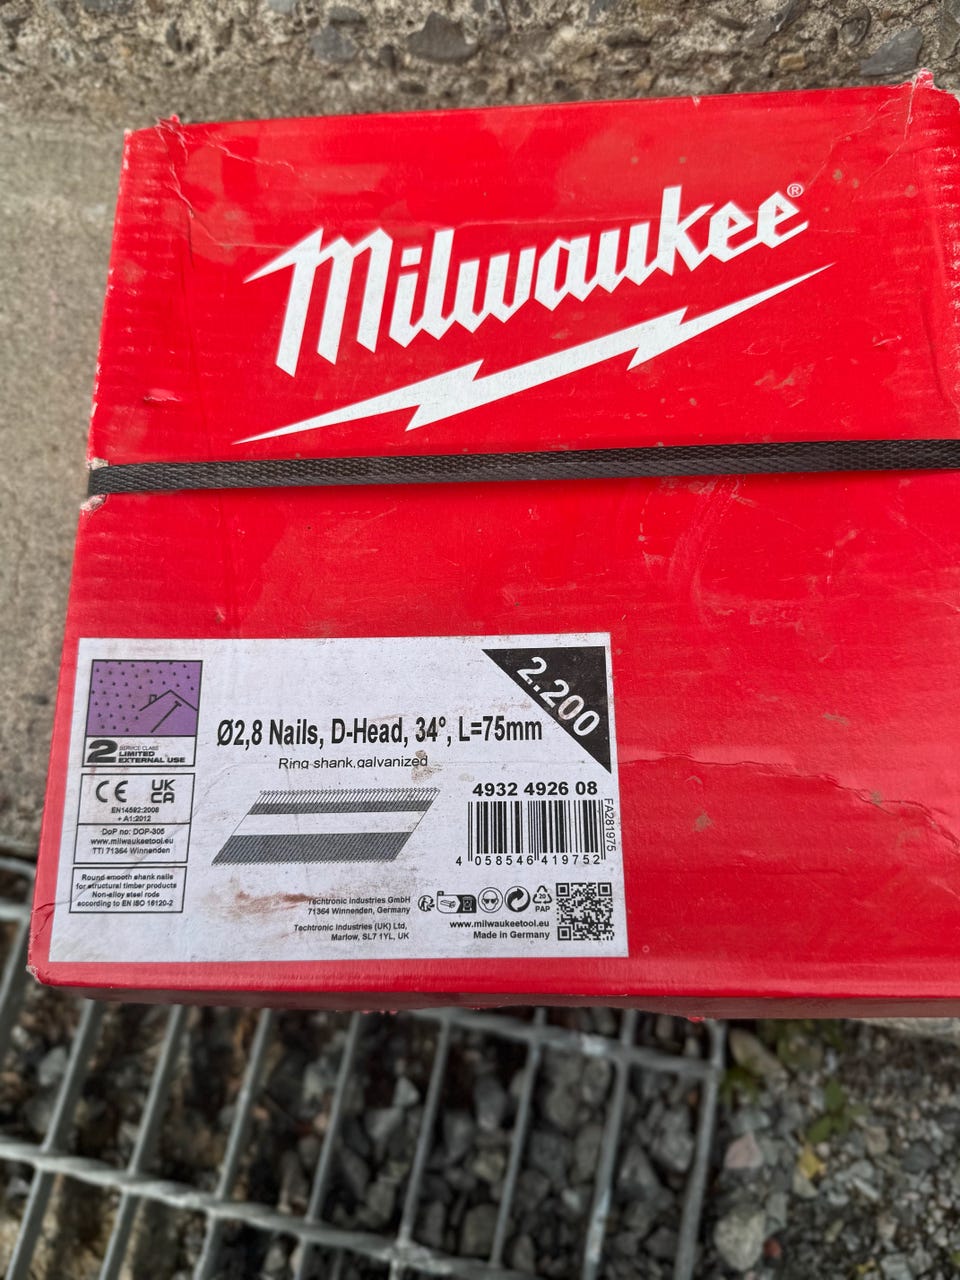 Milwaukee®
2.200
Ø2,8 Nails, D-Head, 34°, L=75mm
Ring shank,galvanized
2 SERVICE CLASS
LIMITED
EXTERNAL USE
CE UK
CA
EN14592:2008
+ A1:2012
DoP no: DOP-305
www.milwaukeetool.eu
TTI 71364 Winnenden
Round smooth shank nails
for structural timber products
Non-alloy steel rods
according to EN ISO 16120-2
4932 4926 08
FA281975
4 058546 419752
Techtronic Industries GmbH
71364 Winnenden, Germany
Techtronic Industries (UK) Ltd,
Marlow, SL7 1YL, UK
20
PAP
www.milwaukeetool.eu
Made in Germany